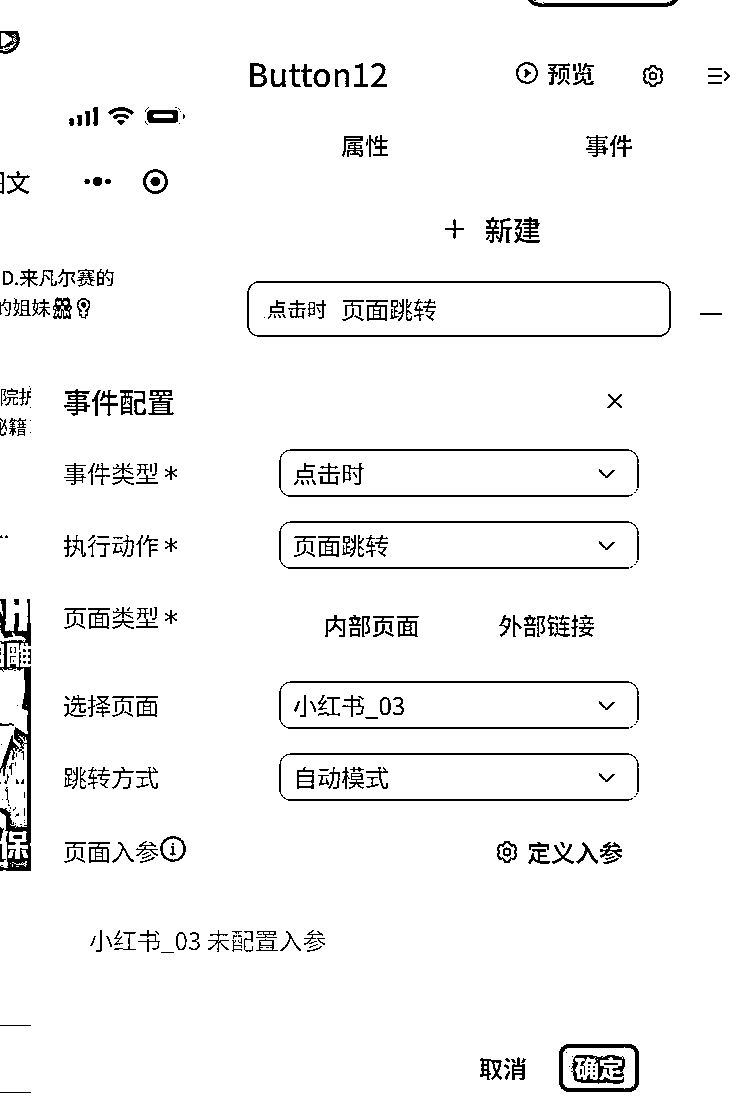 Button12
预览
属性
事件
文
+ 新建
D.来凡尔赛的
的姐妹
点击时 页面跳转
事件配置
事件类型*
点击时
执行动作*
页面跳转
页面类型*
内部页面
外部链接
选择页面
小红书_03
跳转方式
自动模式
页面入参
定义入参
保
小红书_03 未配置入参
取消
确定